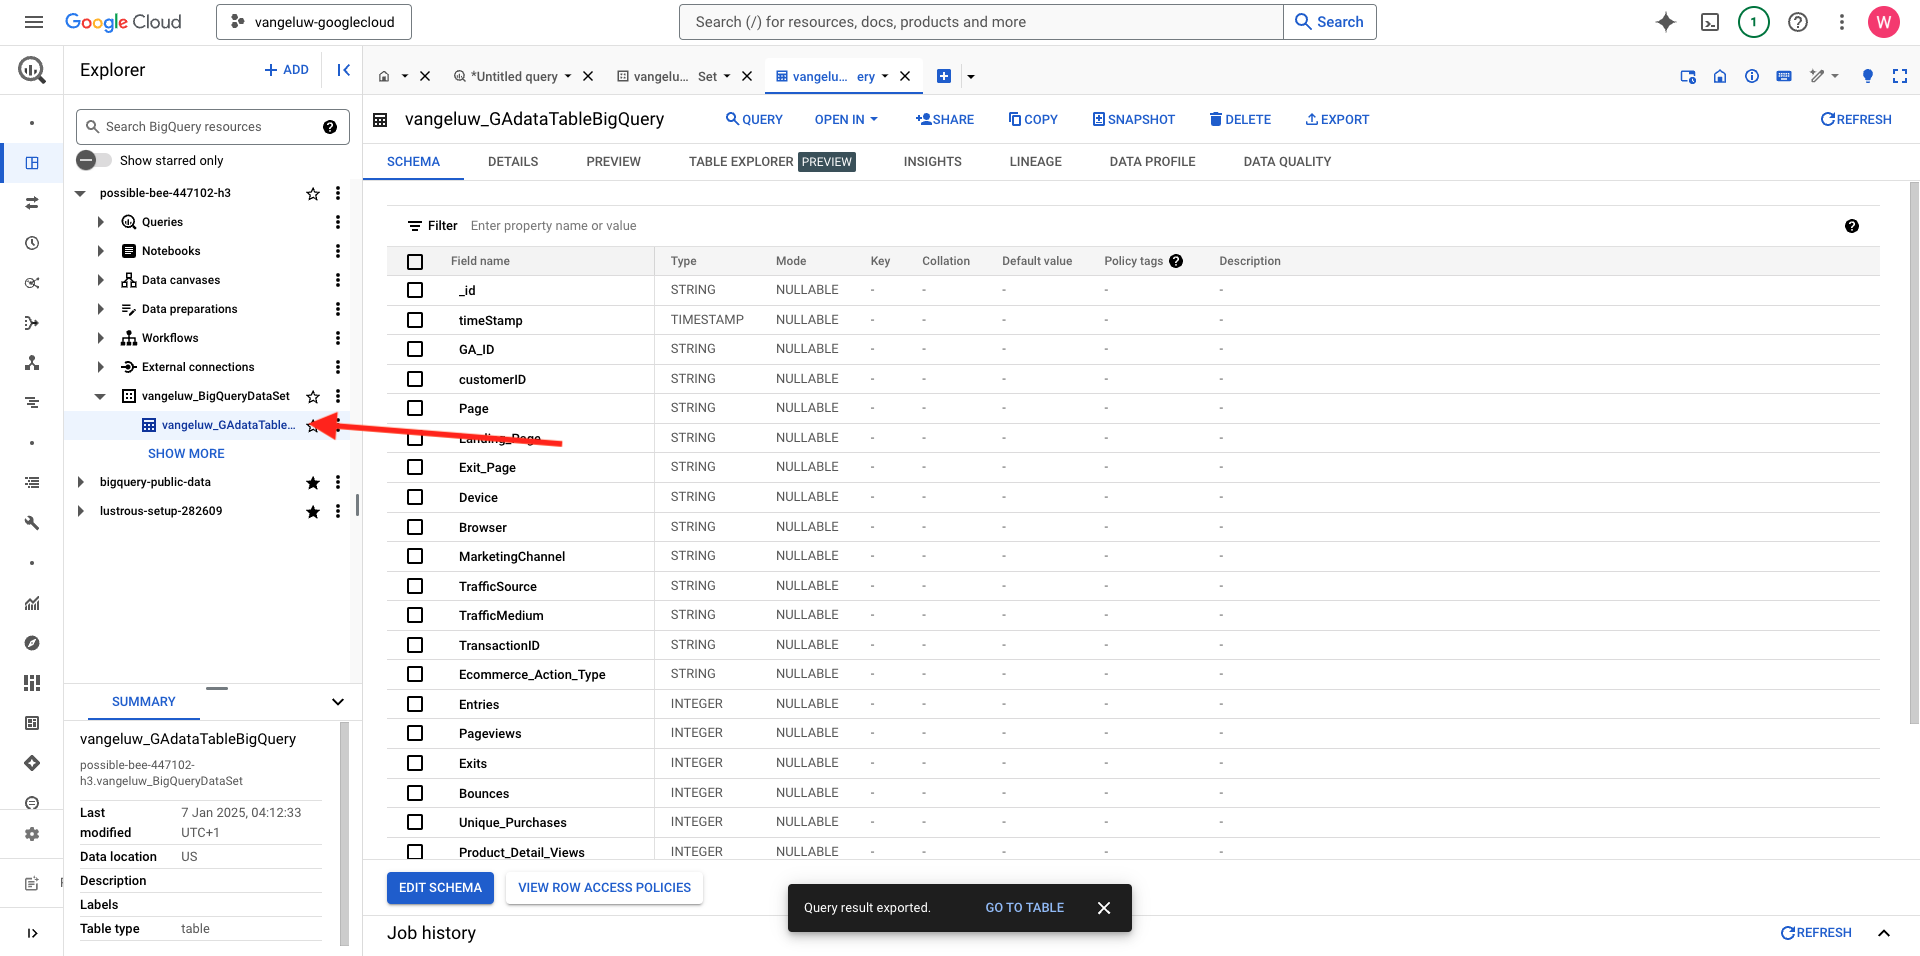 Google Cloud
vangeluw-googlecloud
Search (/) for resources, docs, products and more
Search
1
W
Explorer
ADD
*Untitled query
vangelu... Set
vangelu... ery
Search BigQuery resources
Show starred only
possible-bee-447102-h3
Queries
Notebooks
Data canvases
Data preparations
Workflows
External connections
vangeluw_BigQueryDataSet
vangeluw_GAdataTable...
SHOW MORE
bigquery-public-data
lustrous-setup-282609
SUMMARY
vangeluw_GAdataTableBigQuery
possible-bee-447102-
h3.vangeluw_BigQueryDataSet
Last modified 7 Jan 2025, 04:12:33 UTC+1
Data location US
Description
Labels
Table type table
vangeluw_GAdataTableBigQuery
QUERY OPEN IN SHARE COPY SNAPSHOT DELETE EXPORT REFRESH
SCHEMA DETAILS PREVIEW TABLE EXPLORER PREVIEW INSIGHTS LINEAGE DATA PROFILE DATA QUALITY
Filter Enter property name or value
Field name Type Mode Key Collation Default value Policy tags Description
_id STRING NULLABLE - - - - -
timeStamp TIMESTAMP NULLABLE - - - - -
GA_ID STRING NULLABLE - - - - -
customerID STRING NULLABLE - - - - -
Page STRING NULLABLE - - - - -
Landing_Page STRING NULLABLE - - - - -
Exit_Page STRING NULLABLE - - - - -
Device STRING NULLABLE - - - - -
Browser STRING NULLABLE - - - - -
MarketingChannel STRING NULLABLE - - - - -
TrafficSource STRING NULLABLE - - - - -
TrafficMedium STRING NULLABLE - - - - -
TransactionID STRING NULLABLE - - - - -
Ecommerce_Action_Type STRING NULLABLE - - - - -
Entries INTEGER NULLABLE - - - - -
Pageviews INTEGER NULLABLE - - - - -
Exits INTEGER NULLABLE - - - - -
Bounces INTEGER NULLABLE - - - - -
Unique_Purchases INTEGER NULLABLE - - - - -
Product_Detail_Views INTEGER NULLABLE - - - - -
EDIT SCHEMA VIEW ROW ACCESS POLICIES
Query result exported. GO TO TABLE
Job history REFRESH